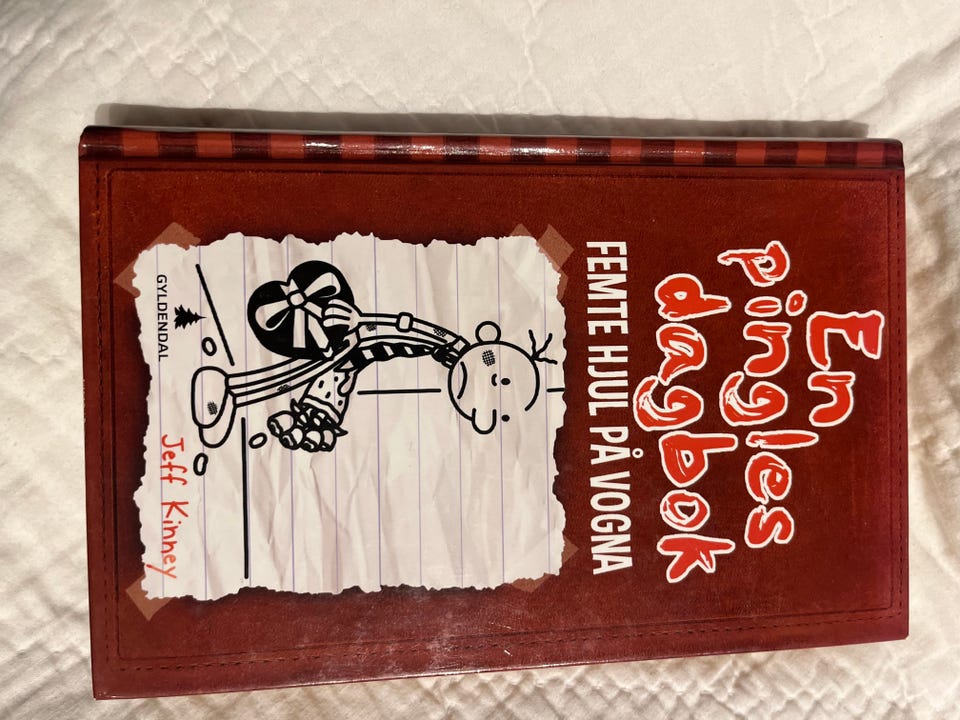 En
pingles
dagbok
FEMTE HJUL PÅ VOGNA
GYLDENDAL
Jeff Kinney